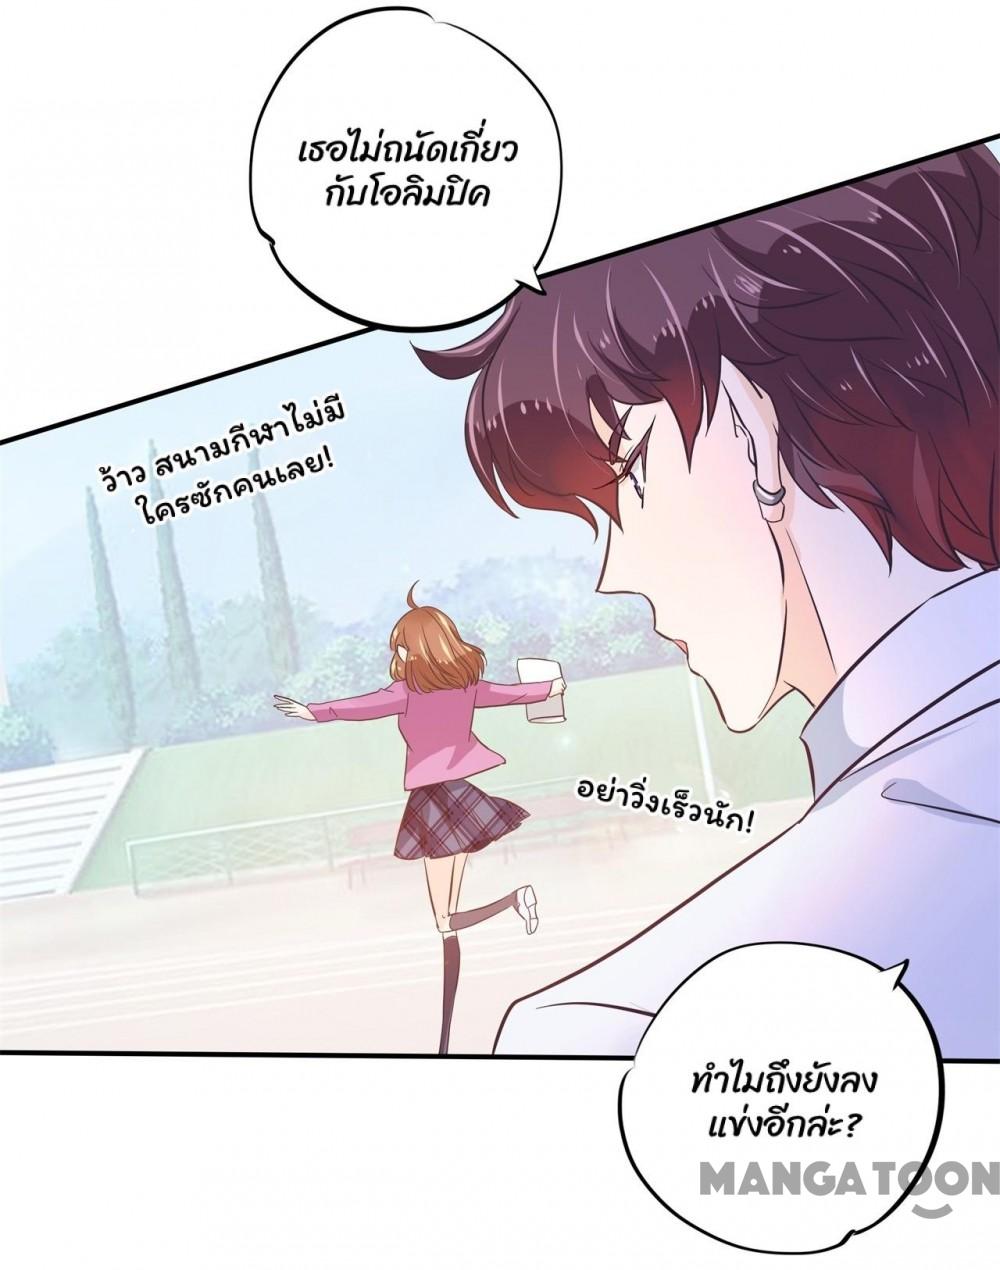 เธอไม่ถนัดเกี่ยว
กับโอลิมปิค
ว้าว สนามกีฬาไม่มี
ใครซักคนเลย!
อย่าวิ่งเร็วนัก!
ทำไมถึงยังลง
แข่งอีกล่ะ?
MANGATOON